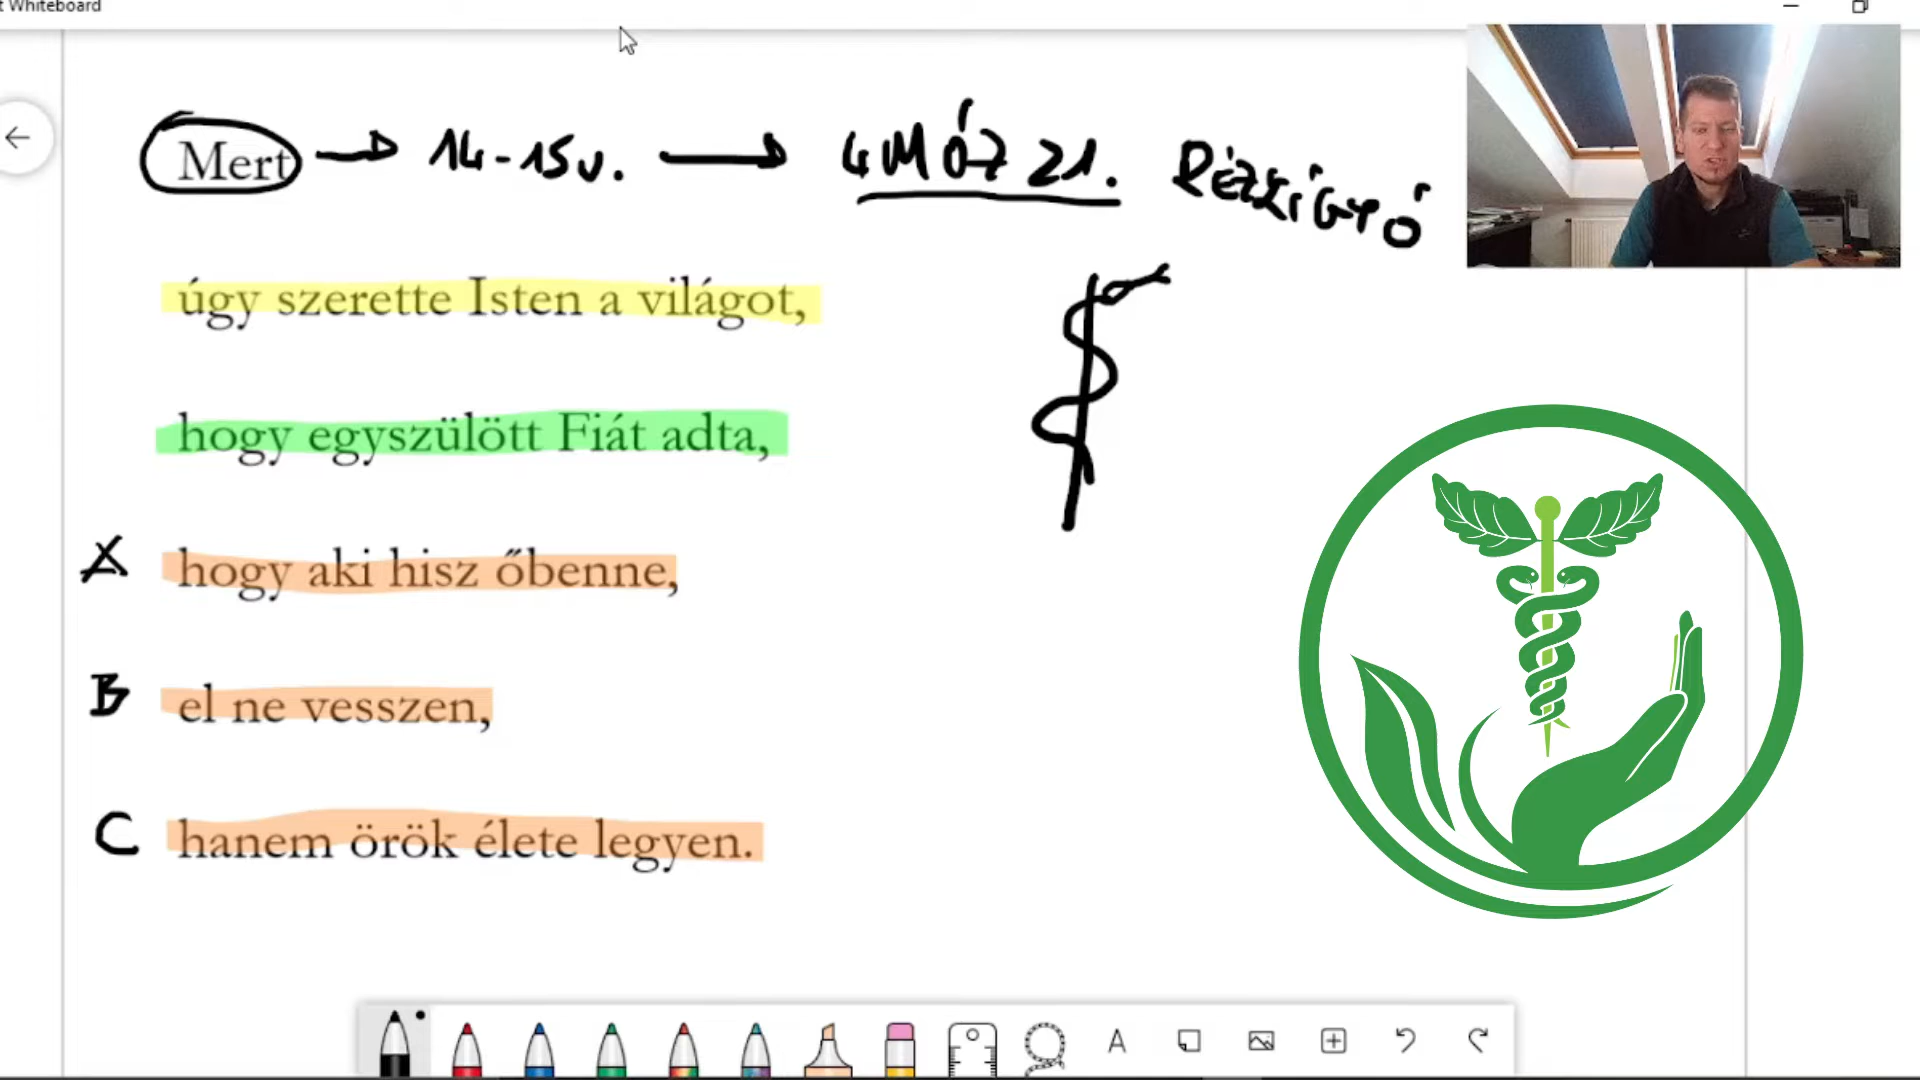 t Whiteboard
Mert → 14-15v. → 4MÓZ 21. RÉZKÍGYÓ
úgy szerette Isten a világot,
hogy egyszülött Fiát adta,
A hogy aki hisz őbenne,
B el ne vesszen,
C hanem örök élete legyen.
A